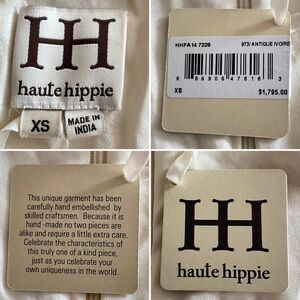 HH
haute hippie
XS
MADE IN
INDIA
HHFA14 7229
973/ANTIQUE IVOIRE
XS
$1,795.00
This unique garment has been
carefully hand embellished by
skilled craftsmen. Because it is
hand-made no two pieces are
alike and require a little extra care.
Celebrate the characteristics of
this truly one of a kind piece,
just as you celebrate your
own uniqueness in the world.
HH
haute hippie